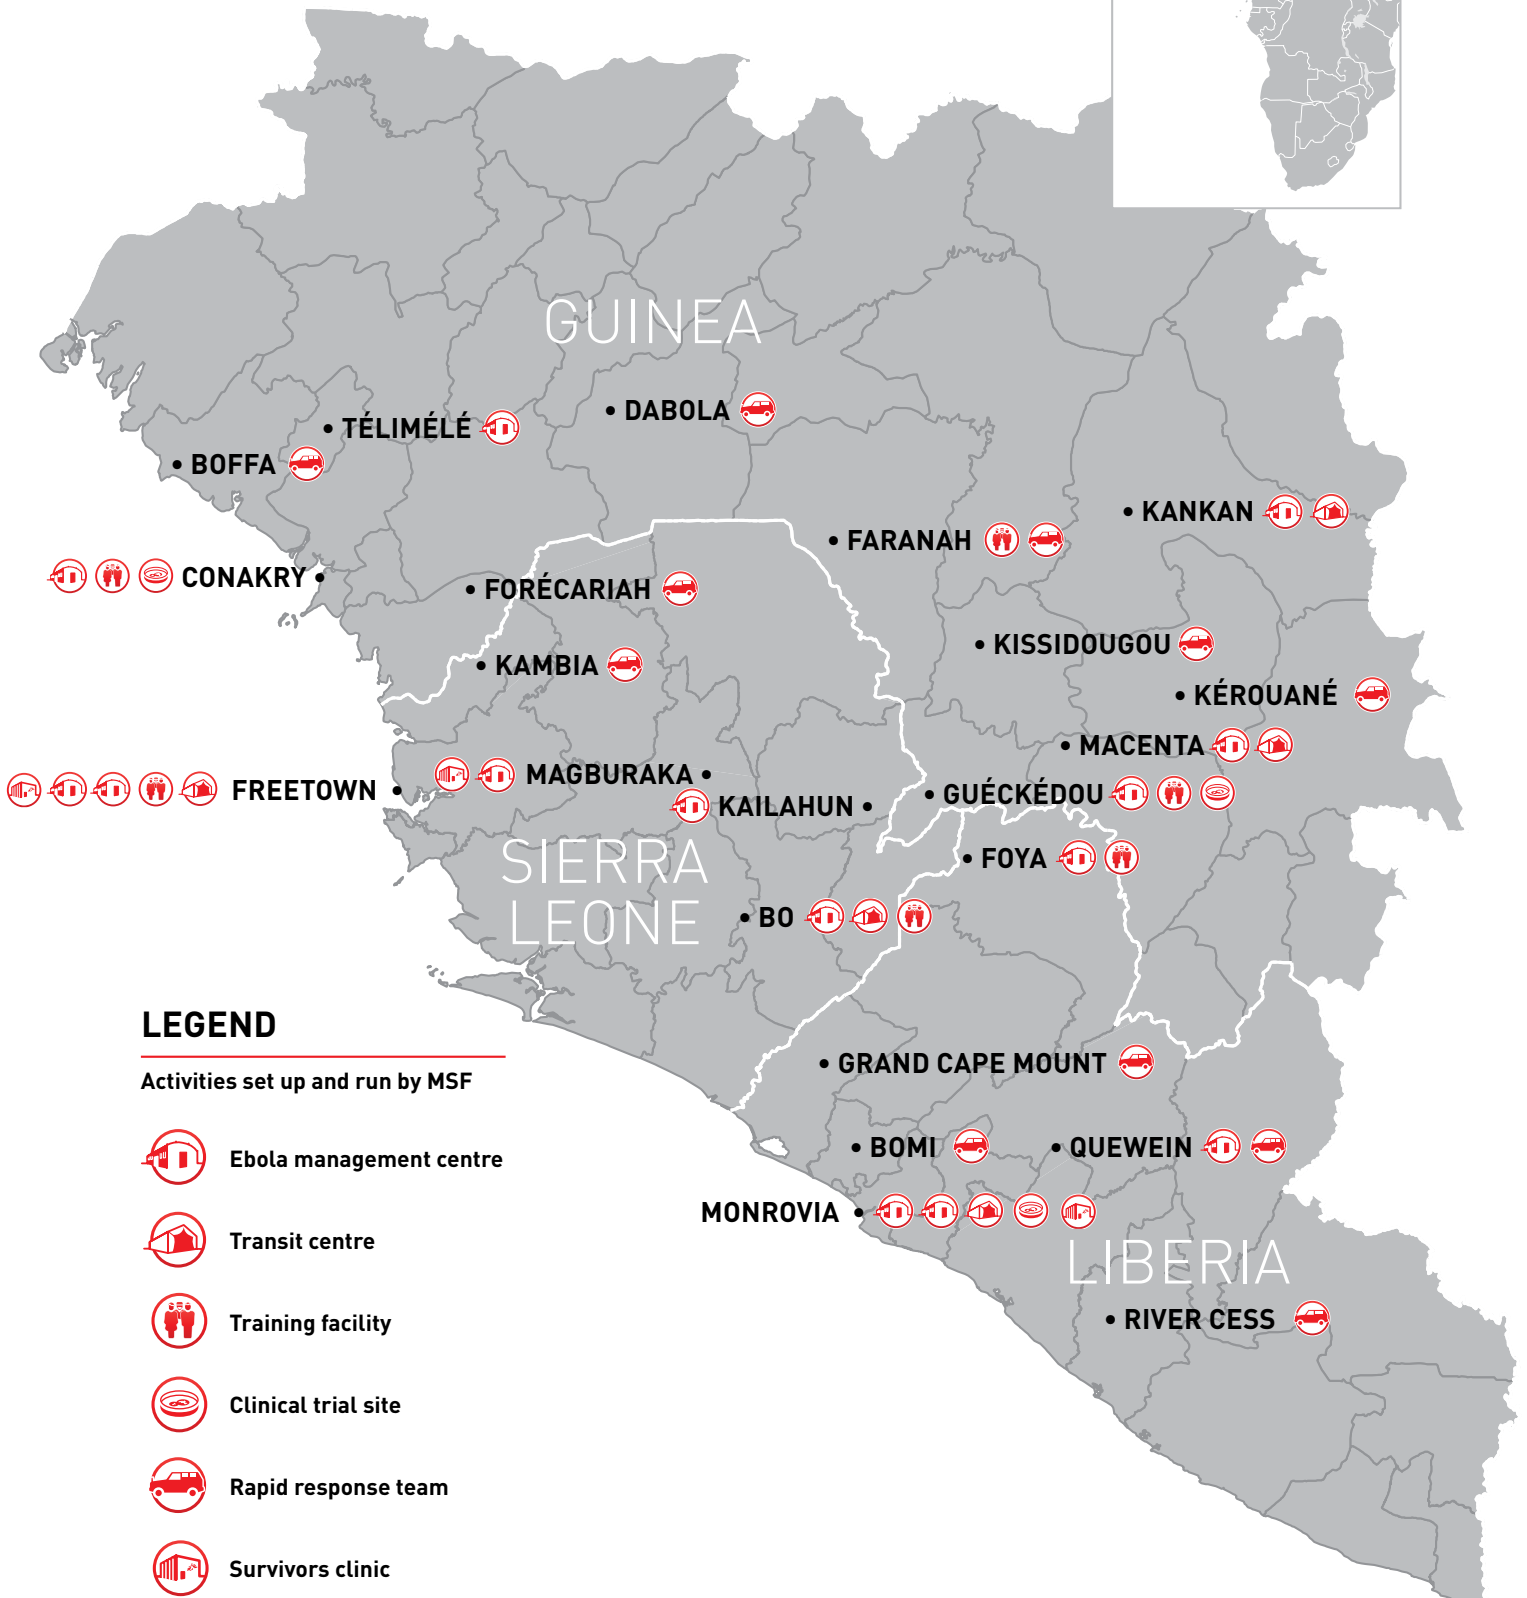 GUINEA
• DABOLA
• TÉLIMÉLÉ
• BOFFA
• KANKAN
• FARANAH
CONAKRY •
• FORÉCARIAH
• KISSIDOUGOU
• KAMBIA
• KÉROUANÉ
• MACENTA
MAGBURAKA •
FREETOWN •
• GUÉCKÉDOU
KAILAHUN •
SIERRA
LEONE
• FOYA
• BO
LEGEND
Activities set up and run by MSF
Ebola management centre
Transit centre
Training facility
Clinical trial site
Rapid response team
Survivors clinic
• GRAND CAPE MOUNT
• BOMI
• QUEWEIN
MONROVIA •
LIBERIA
• RIVER CESS